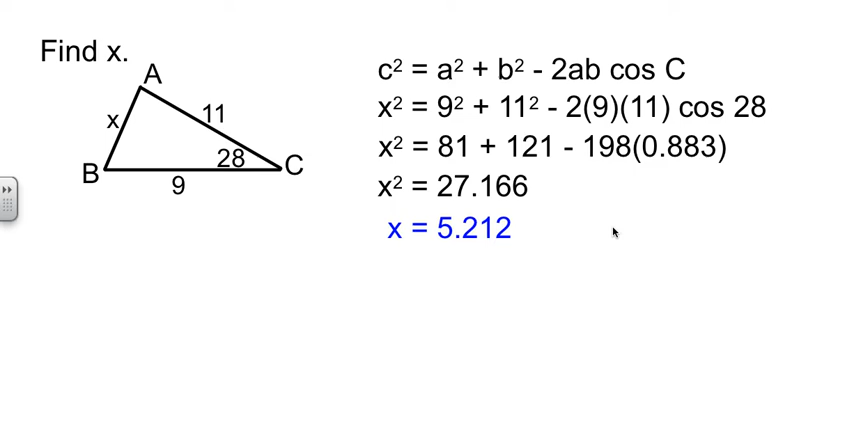 Find x.
A
x
11
B
28
C
9
c² = a² + b² - 2ab cos C
x² = 9² + 11² - 2(9)(11) cos 28
x² = 81 + 121 - 198(0.883)
x² = 27.166
x = 5.212